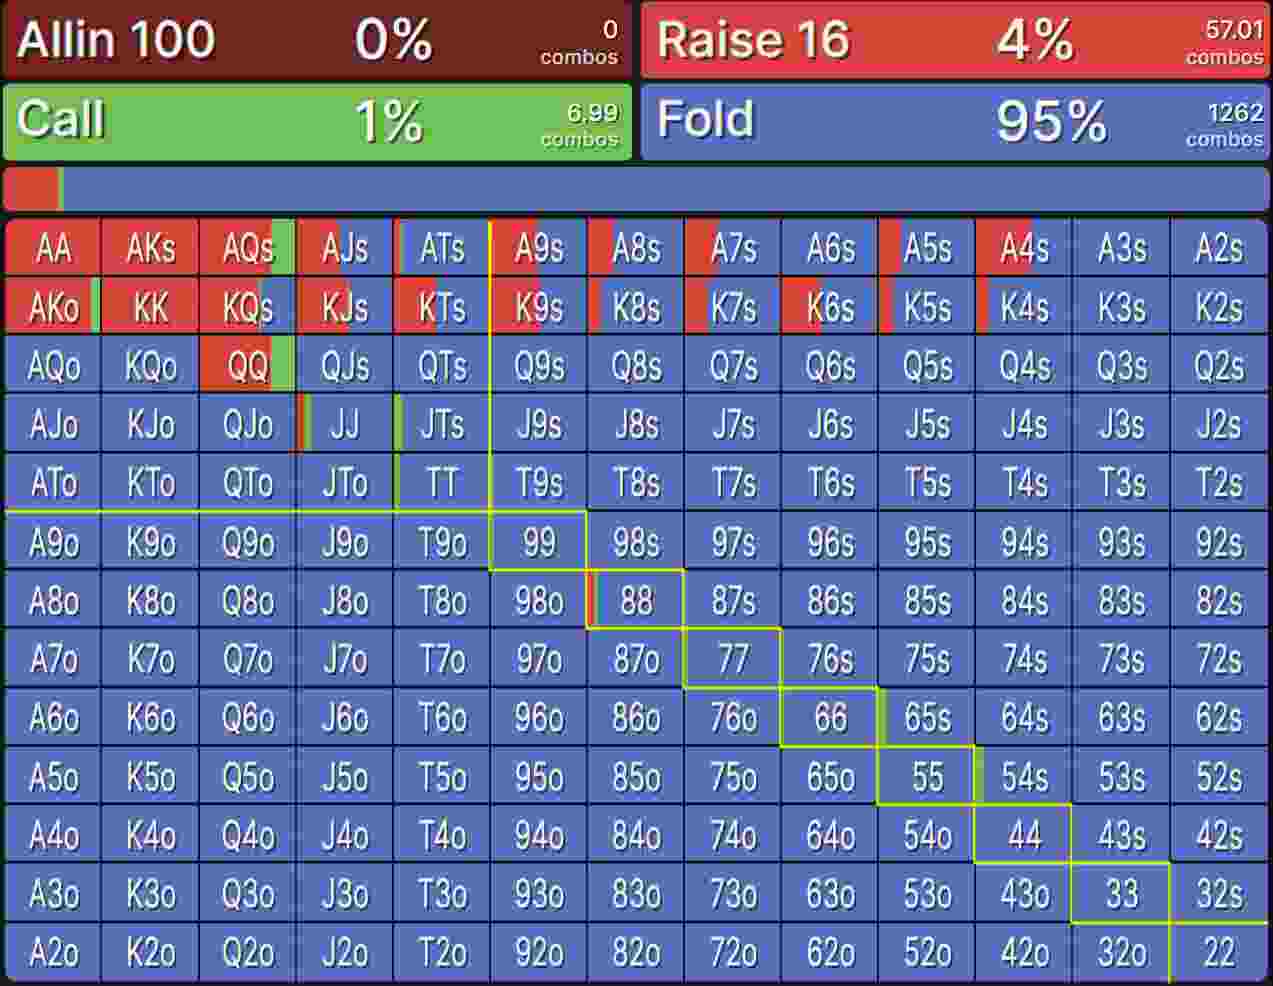 Allin 100 0% 0 combos Raise 16 4% 57.01 combos
Call 1% 6.99 combos Fold 95% 1262 combos
AA AKs AQs AJs ATs A9s A8s A7s A6s A5s A4s A3s A2s
AKo KK KQs KJs KTs K9s K8s K7s K6s K5s K4s K3s K2s
AQo KQo QQ QJs QTs Q9s Q8s Q7s Q6s Q5s Q4s Q3s Q2s
AJo KJo QJo JJ JTs J9s J8s J7s J6s J5s J4s J3s J2s
ATo KTo QTo JTo TT T9s T8s T7s T6s T5s T4s T3s T2s
A9o K9o Q9o J9o T9o 99 98s 97s 96s 95s 94s 93s 92s
A8o K8o Q8o J8o T8o 98o 88 87s 86s 85s 84s 83s 82s
A7o K7o Q7o J7o T7o 97o 87o 77 76s 75s 74s 73s 72s
A6o K6o Q6o J6o T6o 96o 86o 76o 66 65s 64s 63s 62s
A5o K5o Q5o J5o T5o 95o 85o 75o 65o 55 54s 53s 52s
A4o K4o Q4o J4o T4o 94o 84o 74o 64o 54o 44 43s 42s
A3o K3o Q3o J3o T3o 93o 83o 73o 63o 53o 43o 33 32s
A2o K2o Q2o J2o T2o 92o 82o 72o 62o 52o 42o 32o 22